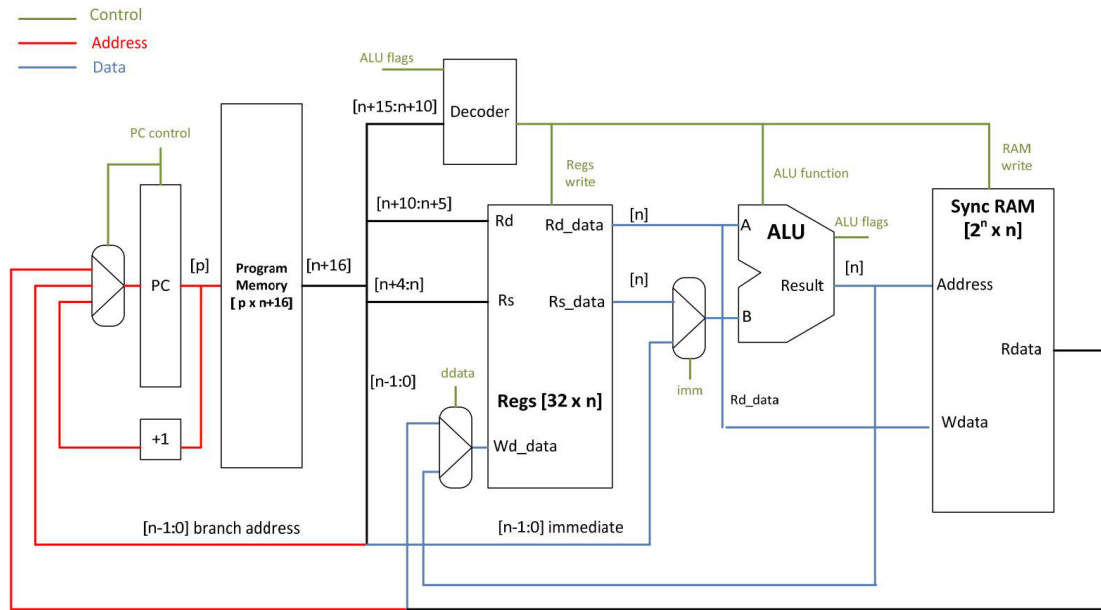 Control
Address
Data
ALU flags
[n+15:n+10]
Decoder
PC control
Regs
write
ALU function
RAM
write
[n+10:n+5]
Rd
Rd_data
[n]
A
ALU
ALU flags
Sync RAM
[2ⁿ x n]
[p]
PC
Program
Memory
[ p x n+16]
[n+16]
[n+4:n]
Rs
Rs_data
[n]
B
Result
[n]
Address
Rdata
[n-1:0]
ddata
Regs [32 x n]
imm
Rd_data
+1
Wd_data
Wdata
[n-1:0] branch address
[n-1:0] immediate